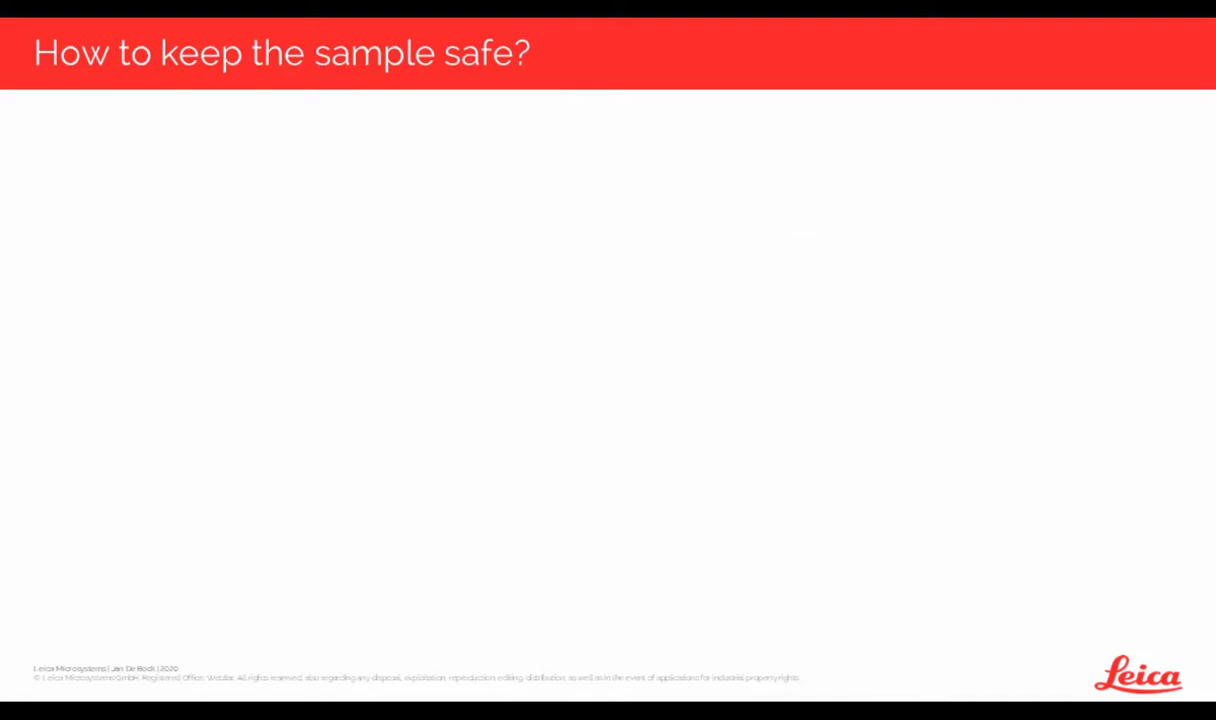 How to keep the sample safe?
Leica Microsystems | Jan De Bock | 2020
© Leica Microsystems GmbH. Registered Office: Wetzlar. All rights reserved, also regarding any disposal, exploitation, reproduction, editing, distribution, as well as in the event of applications for industrial property rights.
Leica